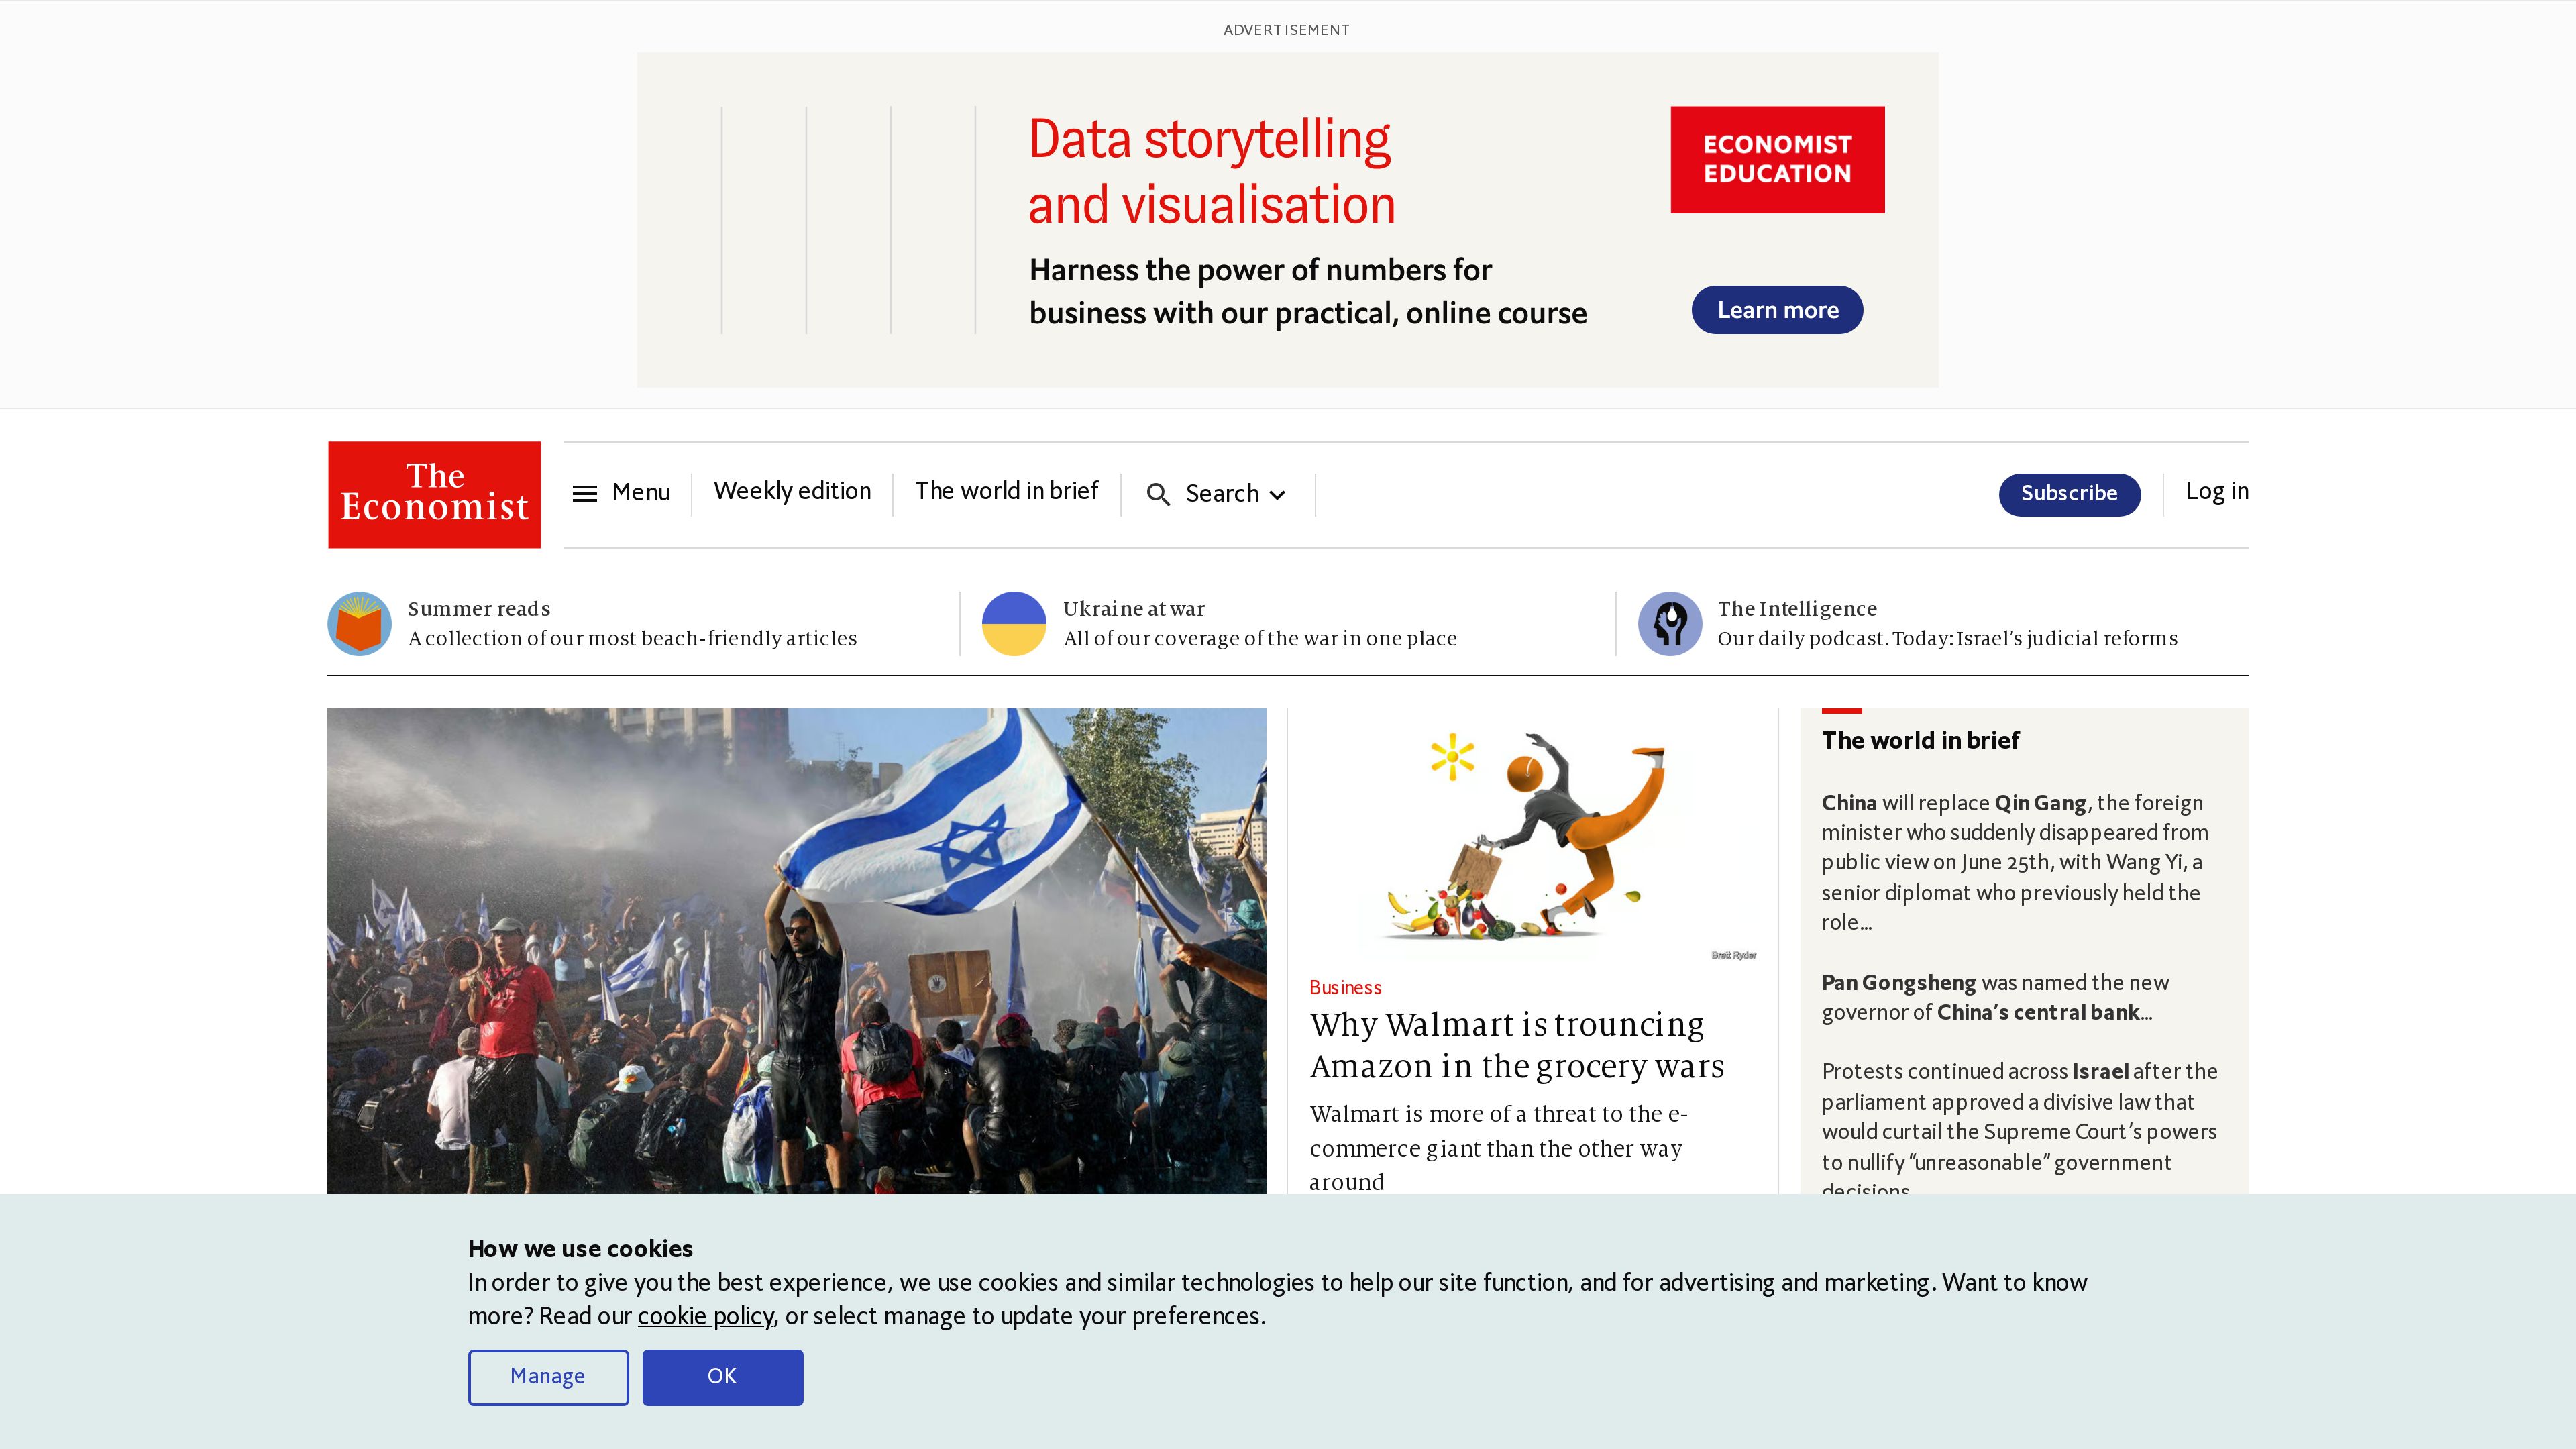 ADVERTISEMENT
Data storytelling
and visualisation
Harness the power of numbers for
business with our practical, online course
ECONOMIST
EDUCATION
Learn more
The
Economist
Menu
Weekly edition
The world in brief
Search
Subscribe
Log in
Summer reads
A collection of our most beach-friendly articles
Ukraine at war
All of our coverage of the war in one place
The Intelligence
Our daily podcast. Today: Israel’s judicial reforms
Brett Ryder
Business
Why Walmart is trouncing
Amazon in the grocery wars
Walmart is more of a threat to the e-
commerce giant than the other way
around
The world in brief
China will replace Qin Gang, the foreign
minister who suddenly disappeared from
public view on June 25th, with Wang Yi, a
senior diplomat who previously held the
role...
Pan Gongsheng was named the new
governor of China’s central bank...
Protests continued across Israel after the
parliament approved a divisive law that
would curtail the Supreme Court’s powers
to nullify “unreasonable” government
decisions
How we use cookies
In order to give you the best experience, we use cookies and similar technologies to help our site function, and for advertising and marketing. Want to know
more? Read our cookie policy, or select manage to update your preferences.
Manage
OK